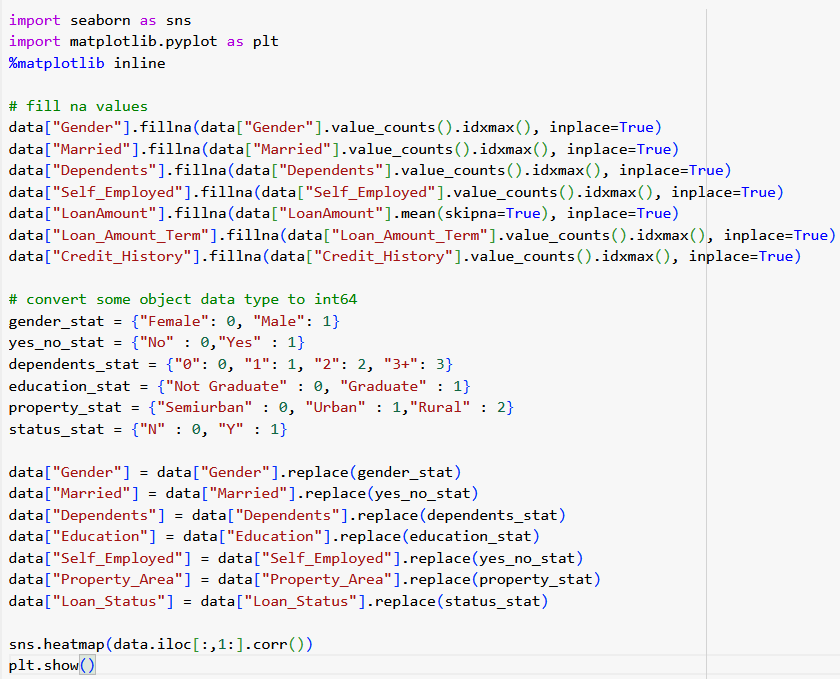 import seaborn as sns
import matplotlib.pyplot as plt
%matplotlib inline
# fill na values
data["Gender"].fillna(data["Gender"].value_counts().idxmax(), inplace=True)
data["Married"].fillna(data["Married"].value_counts().idxmax(), inplace=True)
data["Dependents"].fillna(data["Dependents"].value_counts().idxmax(), inplace=True)
data["Self_Employed"].fillna(data["Self_Employed"].value_counts().idxmax(), inplace=True)
data["LoanAmount"].fillna(data["LoanAmount"].mean(skipna=True), inplace=True)
data["Loan_Amount_Term"].fillna(data["Loan_Amount_Term"].value_counts().idxmax(), inplace=True)
data["Credit_History"].fillna(data["Credit_History"].value_counts().idxmax(), inplace=True)
# convert some object data type to int64
gender_stat = {"Female": 0, "Male": 1}
yes_no_stat = {"No" : 0,"Yes" : 1}
dependents_stat = {"0": 0, "1": 1, "2": 2, "3+": 3}
education_stat = {"Not Graduate" : 0, "Graduate" : 1}
property_stat = {"Semiurban" : 0, "Urban" : 1,"Rural" : 2}
status_stat = {"N" : 0, "Y" : 1}
data["Gender"] = data["Gender"].replace(gender_stat)
data["Married"] = data["Married"].replace(yes_no_stat)
data["Dependents"] = data["Dependents"].replace(dependents_stat)
data["Education"] = data["Education"].replace(education_stat)
data["Self_Employed"] = data["Self_Employed"].replace(yes_no_stat)
data["Property_Area"] = data["Property_Area"].replace(property_stat)
data["Loan_Status"] = data["Loan_Status"].replace(status_stat)
sns.heatmap(data.iloc[:,1:].corr())
plt.show()